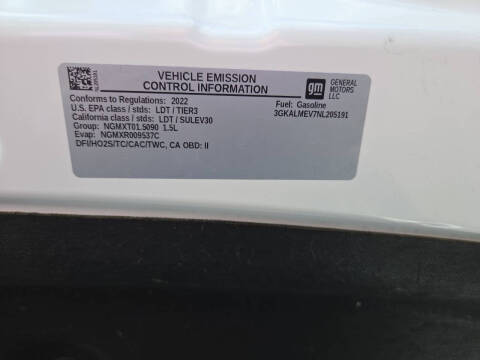 VEHICLE EMISSION
CONTROL INFORMATION
gm GENERAL
MOTORS
LLC
Conforms to Regulations: 2022
U.S. EPA class / stds: LDT / TIER3
California class / stds: LDT / SULEV30
Group: NGMXT01.5090 1.5L
Evap: NGMXR009537C
DFI/HO2S/TC/CAC/TWC, CA OBD: II
Fuel: Gasoline
3GKALMEV7NL205191